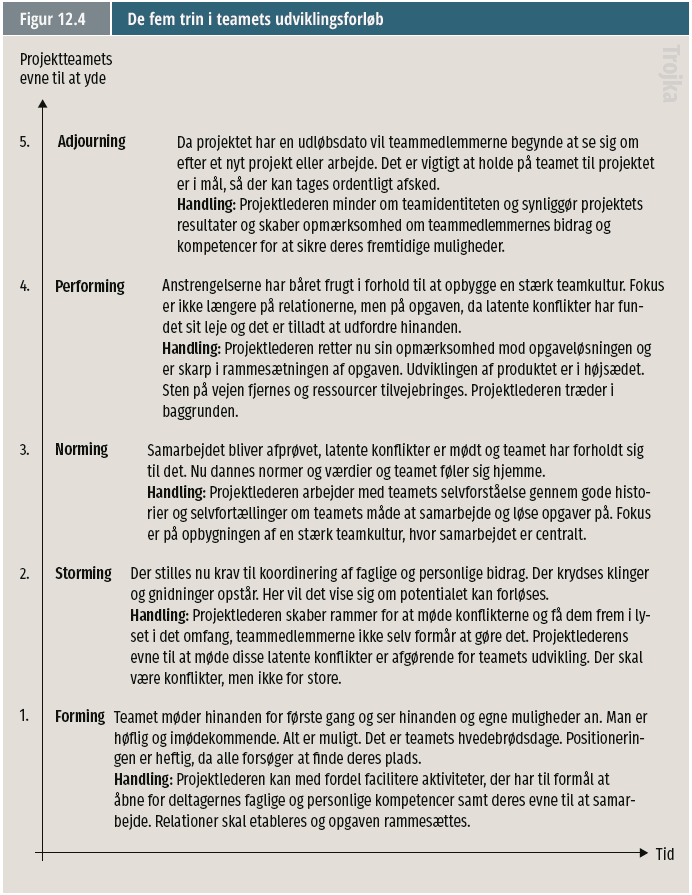 Figur 12.4 De fem trin i teamets udviklingsforløb
Projektteamets
evne til at yde
Trojka
5. Adjourning Da projektet har en udløbsdato vil teammedlemmerne begynde at se sig om
efter et nyt projekt eller arbejde. Det er vigtigt at holde på teamet til projektet
er i mål, så der kan tages ordentligt afsked.
Handling: Projektlederen minder om teamidentiteten og synliggør projektets
resultater og skaber opmærksomhed om teammedlemmernes bidrag og
kompetencer for at sikre deres fremtidige muligheder.
4. Performing Anstrengelserne har båret frugt i forhold til at opbygge en stærk teamkultur. Fokus
er ikke længere på relationerne, men på opgaven, da latente konflikter har fun-
det sit leje og det er tilladt at udfordre hinanden.
Handling: Projektlederen retter nu sin opmærksomhed mod opgaveløsningen og
er skarp i rammesætningen af opgaven. Udviklingen af produktet er i højsædet.
Sten på vejen fjernes og ressourcer tilvejebringes. Projektlederen træder i
baggrunden.
3. Norming Samarbejdet bliver afprøvet, latente konflikter er mødt og teamet har forholdt sig
til det. Nu dannes normer og værdier og teamet føler sig hjemme.
Handling: Projektlederen arbejder med teamets selvforståelse gennem gode histo-
rier og selvfortællinger om teamets måde at samarbejde og løse opgaver på. Fokus
er på opbygningen af en stærk teamkultur, hvor samarbejdet er centralt.
2. Storming Der stilles nu krav til koordinering af faglige og personlige bidrag. Der krydses klinger
og gnidninger opstår. Her vil det vise sig om potentialet kan forløses.
Handling: Projektlederen skaber rammer for at møde konflikterne og få dem frem i ly-
set i det omfang, teammedlemmerne ikke selv formår at gøre det. Projektlederens
evne til at møde disse latente konflikter er afgørende for teamets udvikling. Der skal
være konflikter, men ikke for store.
1. Forming Teamet møder hinanden for første gang og ser hinanden og egne muligheder an. Man er
høflig og imødekommende. Alt er muligt. Det er teamets hvedebrødsdage. Positionerin-
gen er heftig, da alle forsøger at finde deres plads.
Handling: Projektlederen kan med fordel facilitere aktiviteter, der har til formål at
åbne for deltagernes faglige og personlige kompetencer samt deres evne til at samar-
bejde. Relationer skal etableres og opgaven rammesættes.
Tid